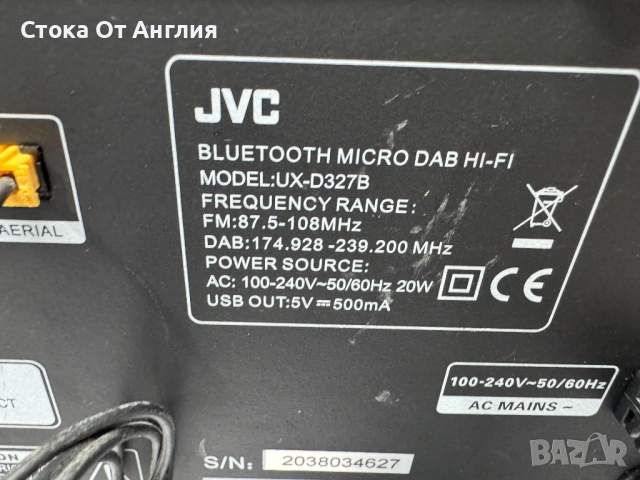 Стока От Англия
JVC
BLUETOOTH MICRO DAB HI-FI
MODEL:UX-D327B
FREQUENCY RANGE:
FM:87.5-108MHz
DAB:174.928-239.200 MHz
POWER SOURCE:
AC: 100-240V~50/60Hz 20W
USB OUT:5V⎓500mA
CE
AERIAL
100-240V~50/60Hz
AC MAINS ~
S/N: 2038034627
BAZAR